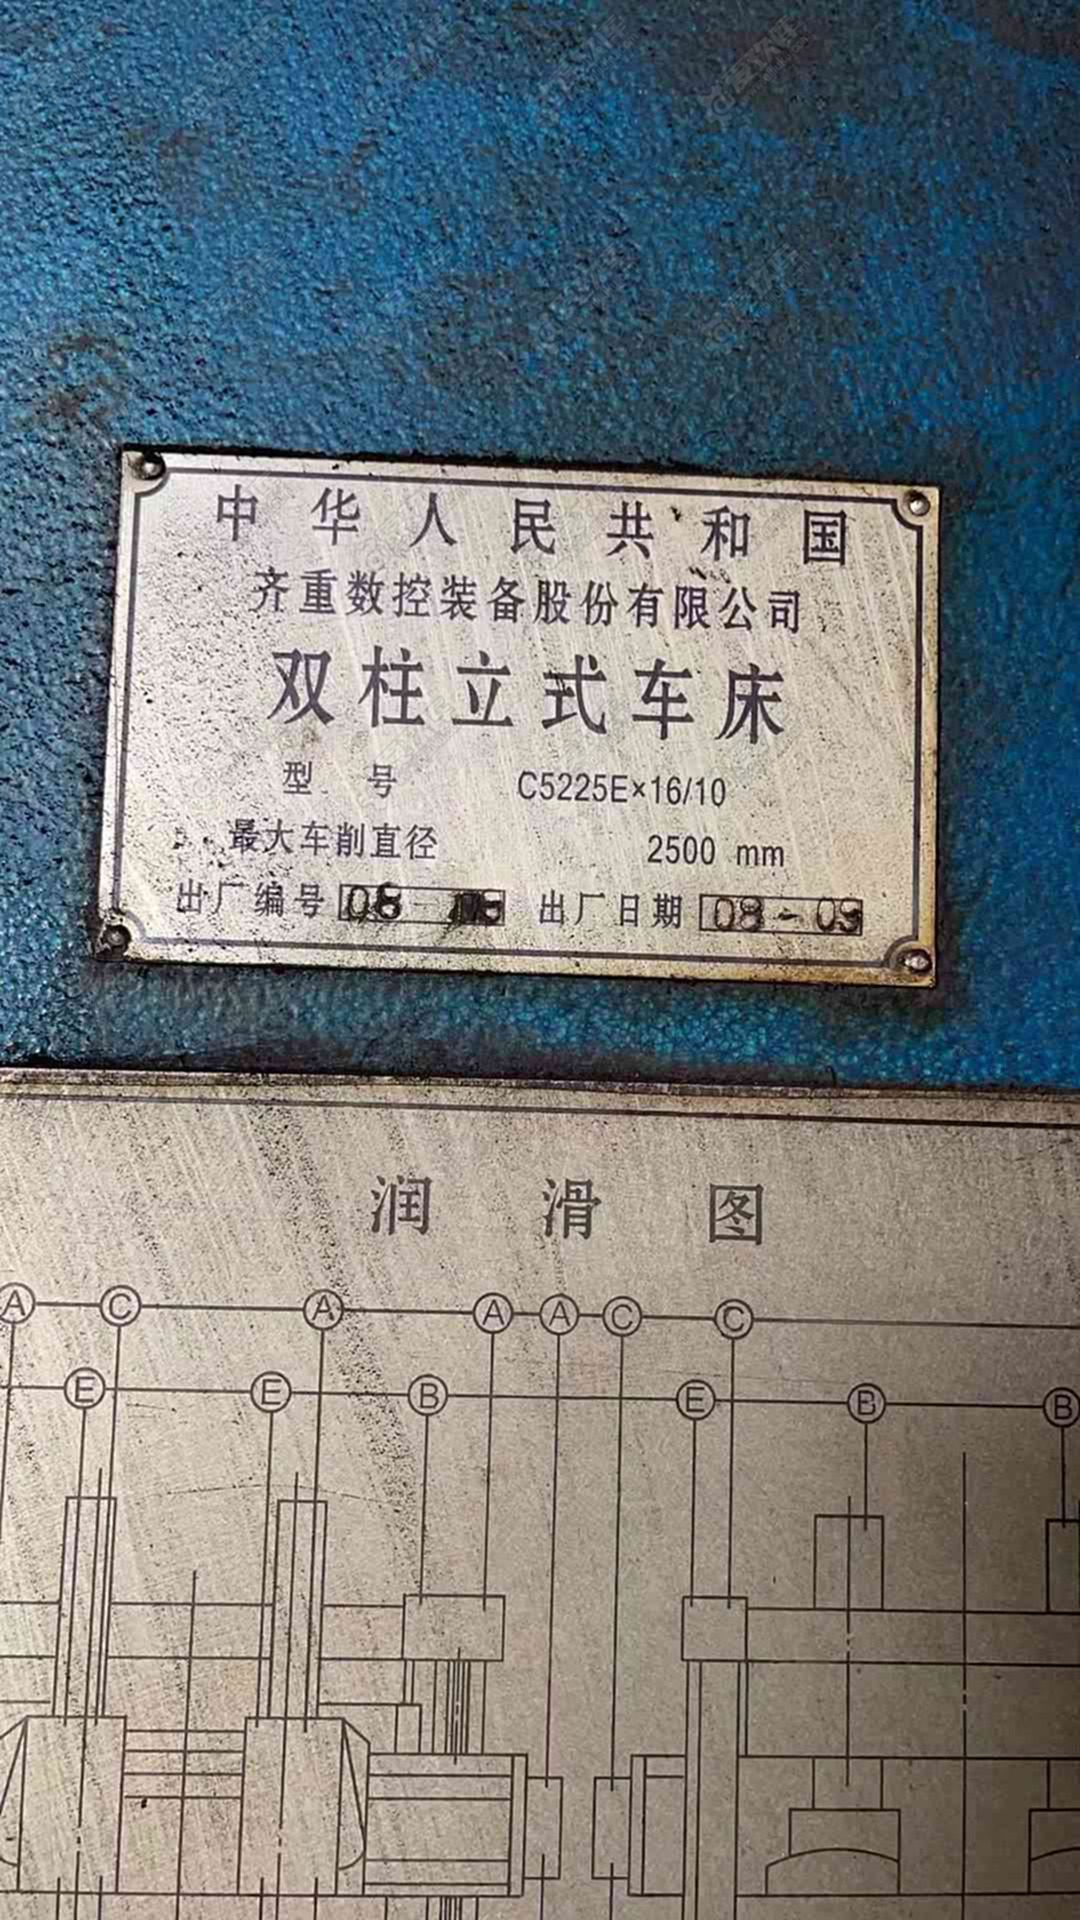 中华人民共和国
齐重数控装备股份有限公司
双柱立式车床
型号 C5225E×16/10
最大车削直径 2500 mm
出厂编号 08- 出厂日期 08-09
润滑图
A C A A A C C
E E B E B B